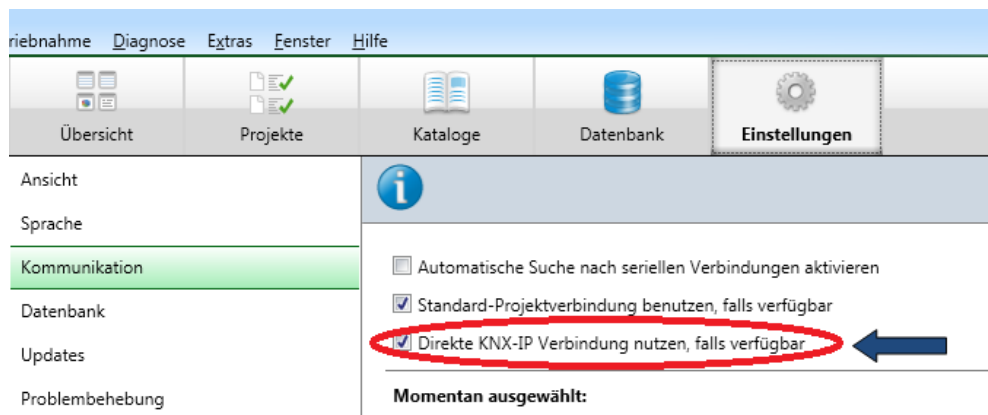 riebnahme Diagnose Extras Fenster Hilfe
Übersicht Projekte Kataloge Datenbank Einstellungen
Ansicht
Sprache
Kommunikation
Datenbank
Updates
Problembehebung
Automatische Suche nach seriellen Verbindungen aktivieren
Standard-Projektverbindung benutzen, falls verfügbar
Direkte KNX-IP Verbindung nutzen, falls verfügbar
Momentan ausgewählt: